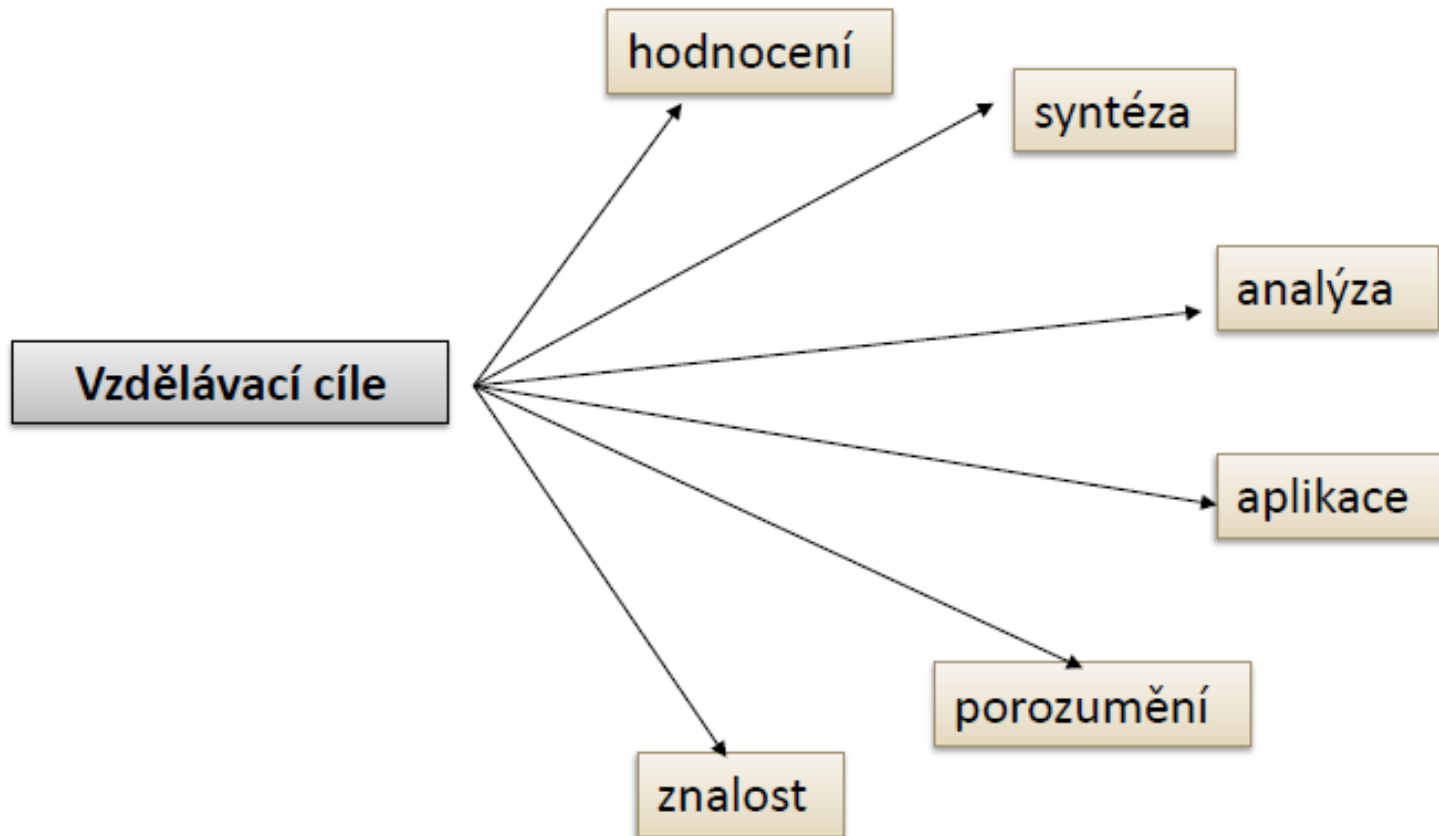 hodnocení
syntéza
analýza
Vzdělávací cíle
aplikace
porozumění
znalost